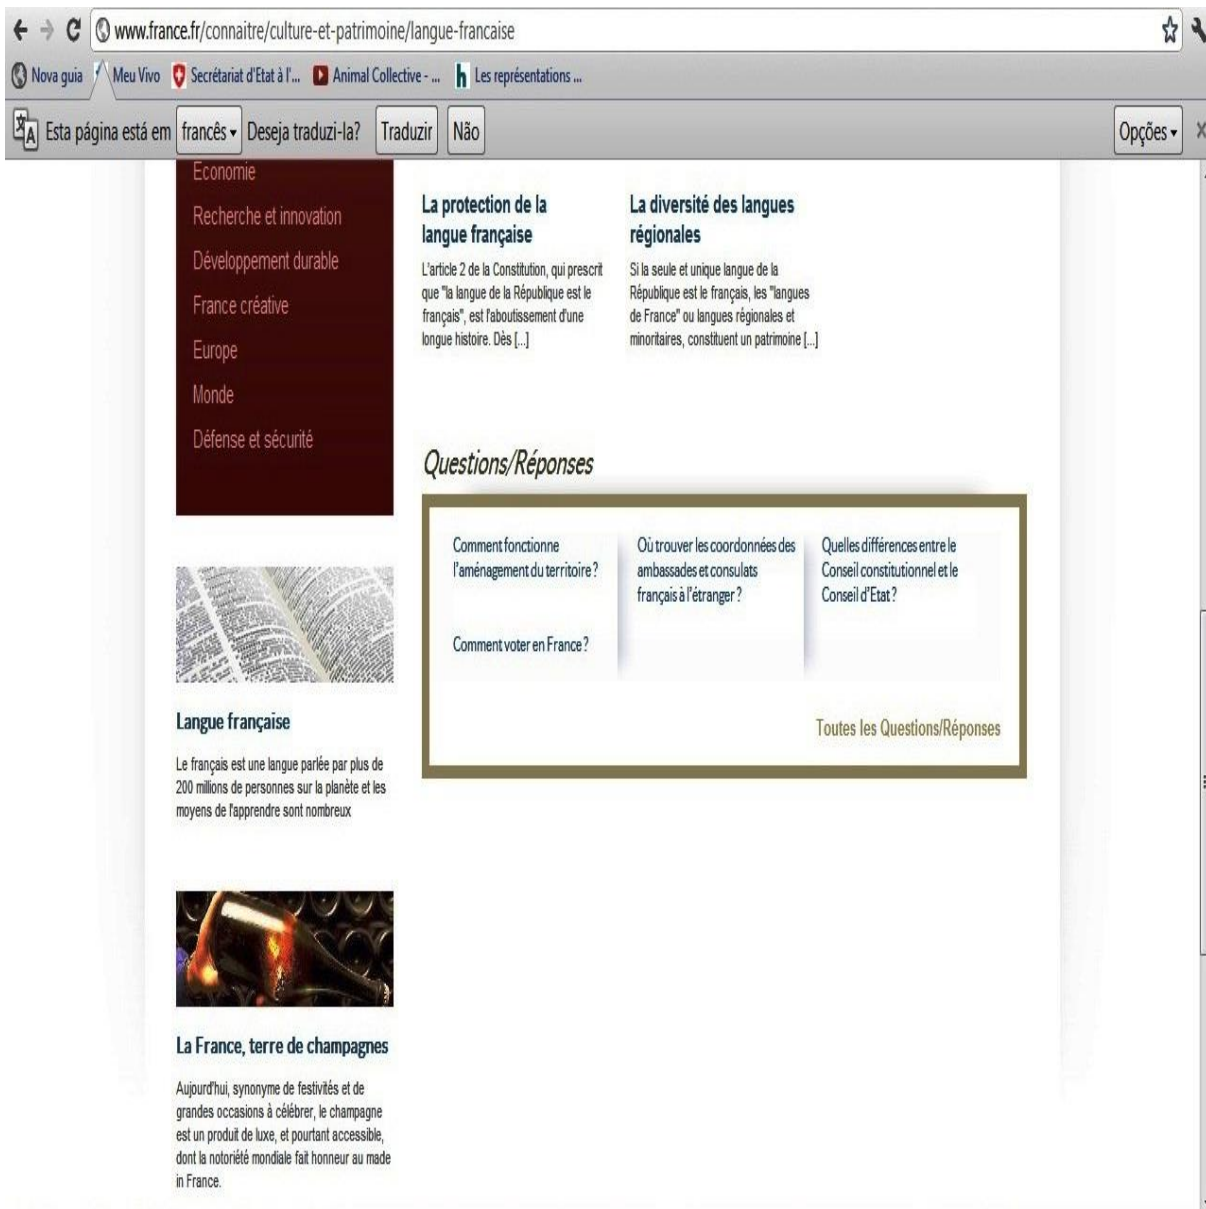 www.france.fr/connaitre/culture-et-patrimoine/langue-francaise
Nova guia Meu Vivo Secrétariat d'Etat à l'... Animal Collective - ... Les représentations ...
Esta página está em francês Deseja traduzi-la? Traduzir Não Opções
Economie
Recherche et innovation
Développement durable
France créative
Europe
Monde
Défense et sécurité
La protection de la
langue française
L'article 2 de la Constitution, qui prescrit
que "la langue de la République est le
français", est l'aboutissement d'une
longue histoire. Dès [...]
La diversité des langues
régionales
Si la seule et unique langue de la
République est le français, les "langues
de France" ou langues régionales et
minoritaires, constituent un patrimoine [...]
Questions/Réponses
Comment fonctionne
l'aménagement du territoire ?
Comment voter en France ?
Où trouver les coordonnées des
ambassades et consulats
français à l'étranger ?
Quelles différences entre le
Conseil constitutionnel et le
Conseil d'Etat ?
Toutes les Questions/Réponses
Langue française
Le français est une langue parlée par plus de
200 millions de personnes sur la planète et les
moyens de l'apprendre sont nombreux
La France, terre de champagnes
Aujourd'hui, synonyme de festivités et de
grandes occasions à célébrer, le champagne
est un produit de luxe, et pourtant accessible,
dont la notoriété mondiale fait honneur au made
in France.